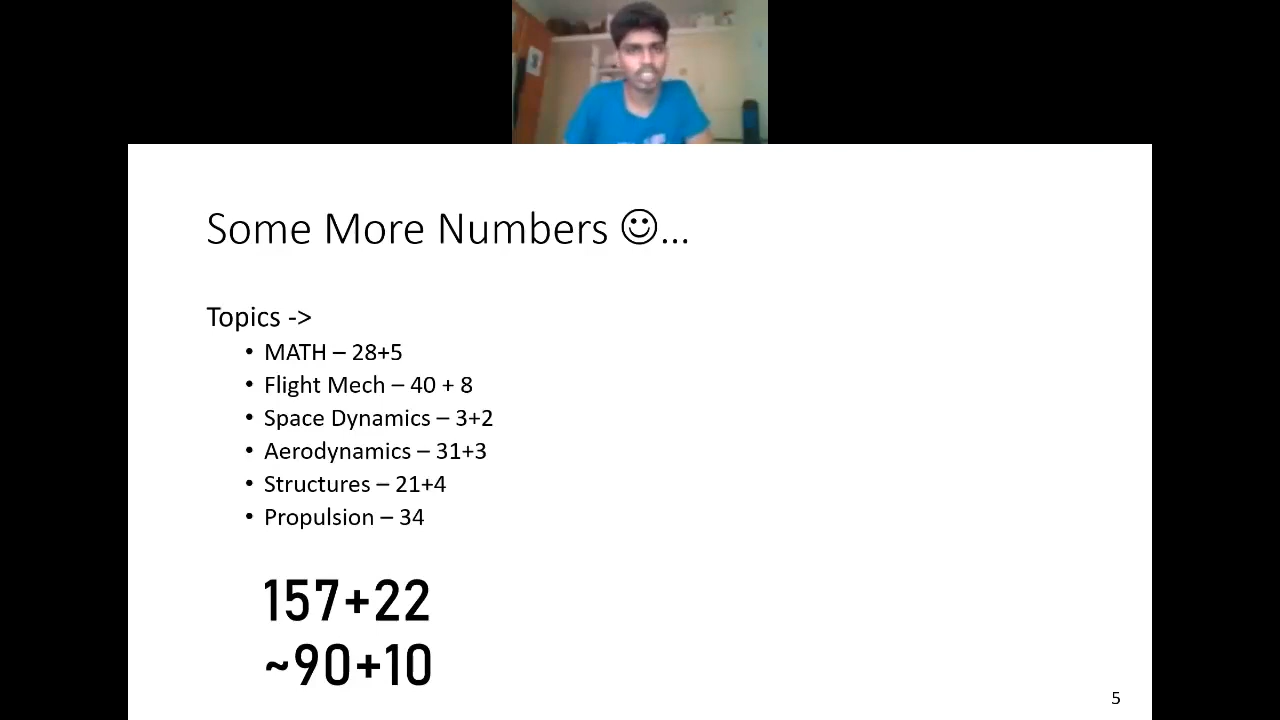 Some More Numbers ☺...
Topics ->
• MATH – 28+5
• Flight Mech – 40 + 8
• Space Dynamics – 3+2
• Aerodynamics – 31+3
• Structures – 21+4
• Propulsion – 34
157+22
~90+10
5